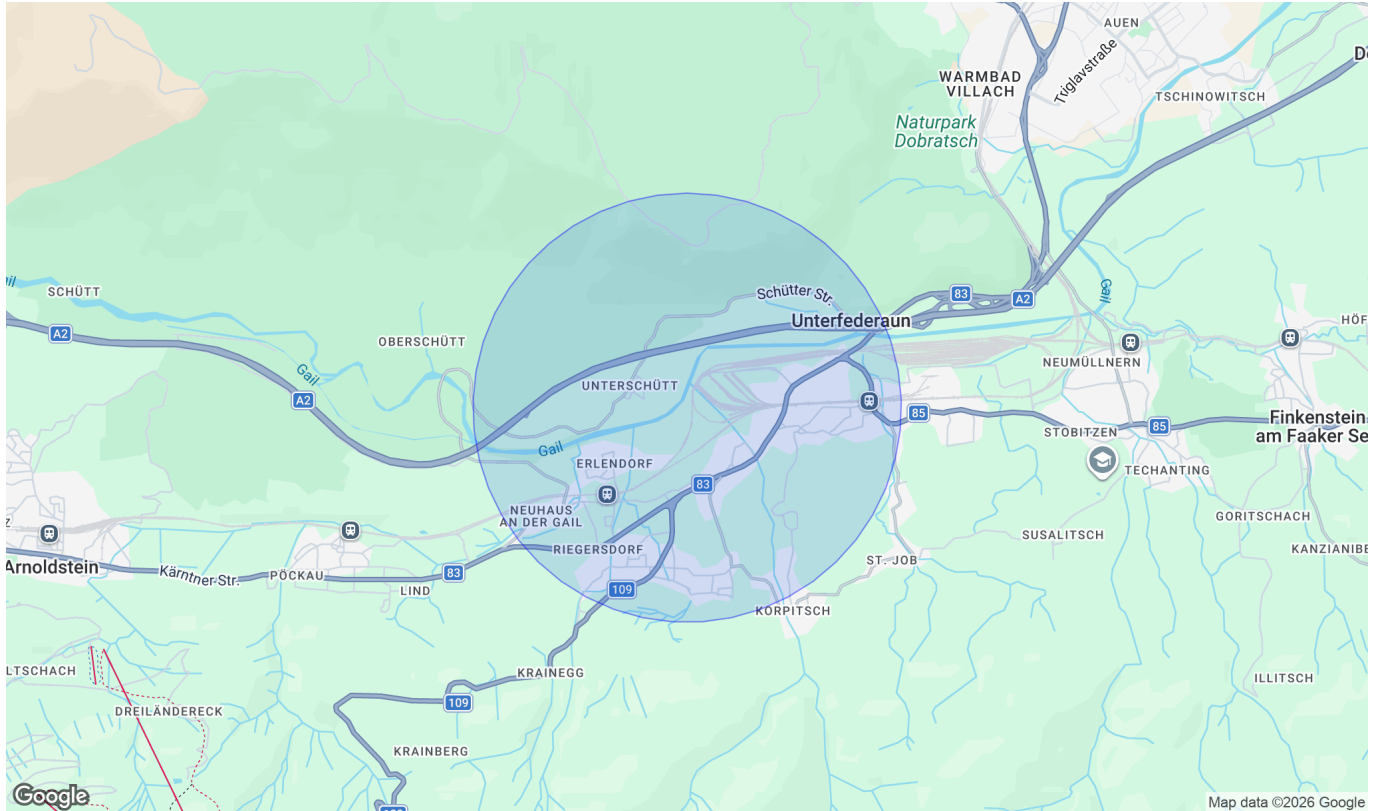 AUEN
Triglavstraße
WARMBAD
VILLACH
TSCHINOWITSCH
Naturpark
Dobratsch
SCHÜTT
A2
Schütter Str.
83
A2
Gail
Unterfederaun
OBERSCHÜTT
HÖF
NEUMÜLLNERN
Gail
A2
UNTERSCHÜTT
85
85
Finkenstein
am Faaker Se
STOBITZEN
Gail
ERLENDORF
TECHANTING
83
NEUHAUS
AN DER GAIL
GORITSCHACH
SUSALITSCH
RIEGERSDORF
KANZIANIBE
ST. JOB
Arnoldstein
Kärntner Str.
PÖCKAU
83
LIND
109
KORPITSCH
LTSCHACH
KRAINEGG
ILLITSCH
109
DREILÄNDERECK
KRAINBERG
Google
Map data ©2026 Google